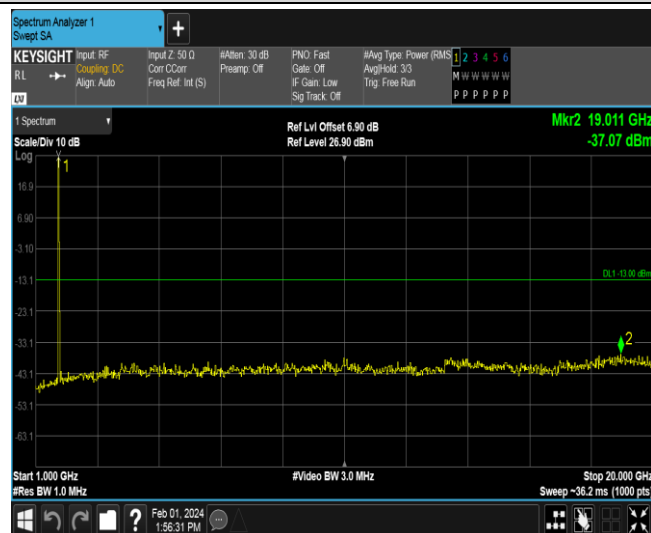 Spectrum Analyzer 1
Swept SA
+
KEYSIGHT
RL
LXI
Input: RF
Coupling: DC
Align: Auto
Input Z: 50 Ω
Corr CCorr
Freq Ref: Int (S)
#Atten: 30 dB
Preamp: Off
PNO: Fast
Gate: Off
IF Gain: Low
Sig Track: Off
#Avg Type: Power (RMS
Avg|Hold: 3/3
Trig: Free Run
1 2 3 4 5 6
M W W W W W
P P P P P P
1 Spectrum
Scale/Div 10 dB
Log
Ref Lvl Offset 6.90 dB
Ref Level 26.90 dBm
Mkr2 19.011 GHz
-37.07 dBm
1
16.9
6.90
-3.10
-13.1
DL1 -13.00 dBm
-23.1
-33.1
2
-43.1
-53.1
-63.1
Start 1.000 GHz
#Res BW 1.0 MHz
#Video BW 3.0 MHz
Stop 20.000 GHz
Sweep ~36.2 ms (1000 pts)
?
Feb 01, 2024
1:56:31 PM